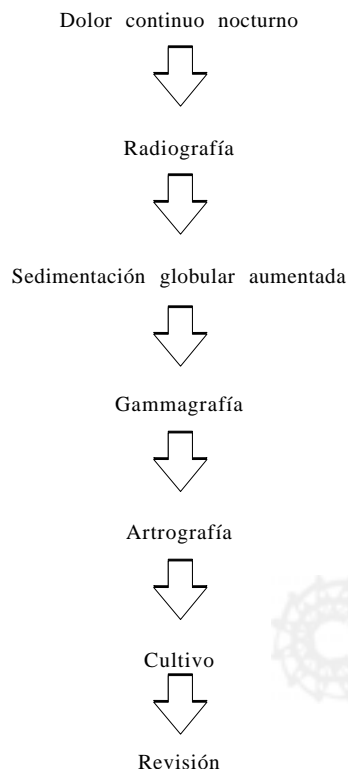 Dolor continuo nocturno
Radiografía
Sedimentación globular aumentada
Gammagrafía
Artrografía
Cultivo
Revisión